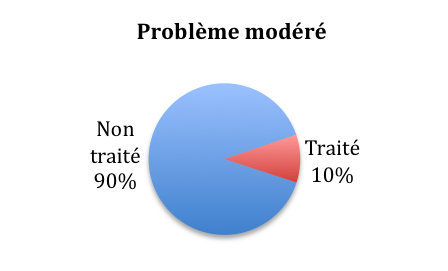 Problème modéré
Non
traité
90%
Traité
10%